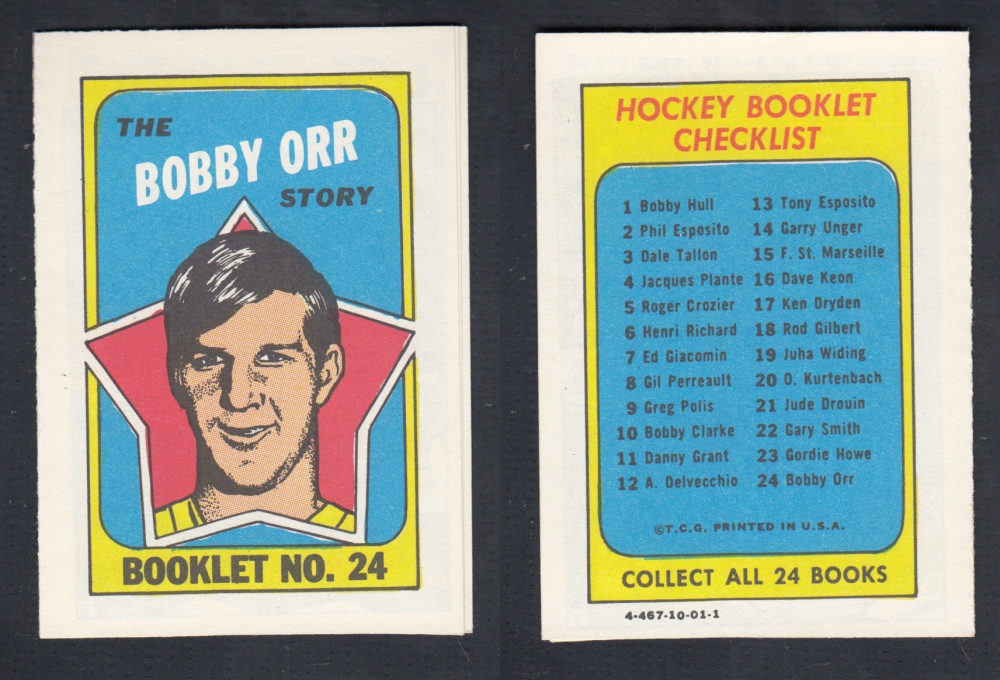 THE
BOBBY ORR
STORY
BOOKLET NO. 24
HOCKEY BOOKLET
CHECKLIST
1 Bobby Hull
2 Phil Esposito
3 Dale Tallon
4 Jacques Plante
5 Roger Crozier
6 Henri Richard
7 Ed Giacomin
8 Gil Perreault
9 Greg Polis
10 Bobby Clarke
11 Danny Grant
12 A. Delvecchio
13 Tony Esposito
14 Garry Unger
15 F. St. Marseille
16 Dave Keon
17 Ken Dryden
18 Rod Gilbert
19 Juha Widing
20 O. Kurtenbach
21 Jude Drouin
22 Gary Smith
23 Gordie Howe
24 Bobby Orr
©T.C.G. PRINTED IN U.S.A.
COLLECT ALL 24 BOOKS
4-467-10-01-1